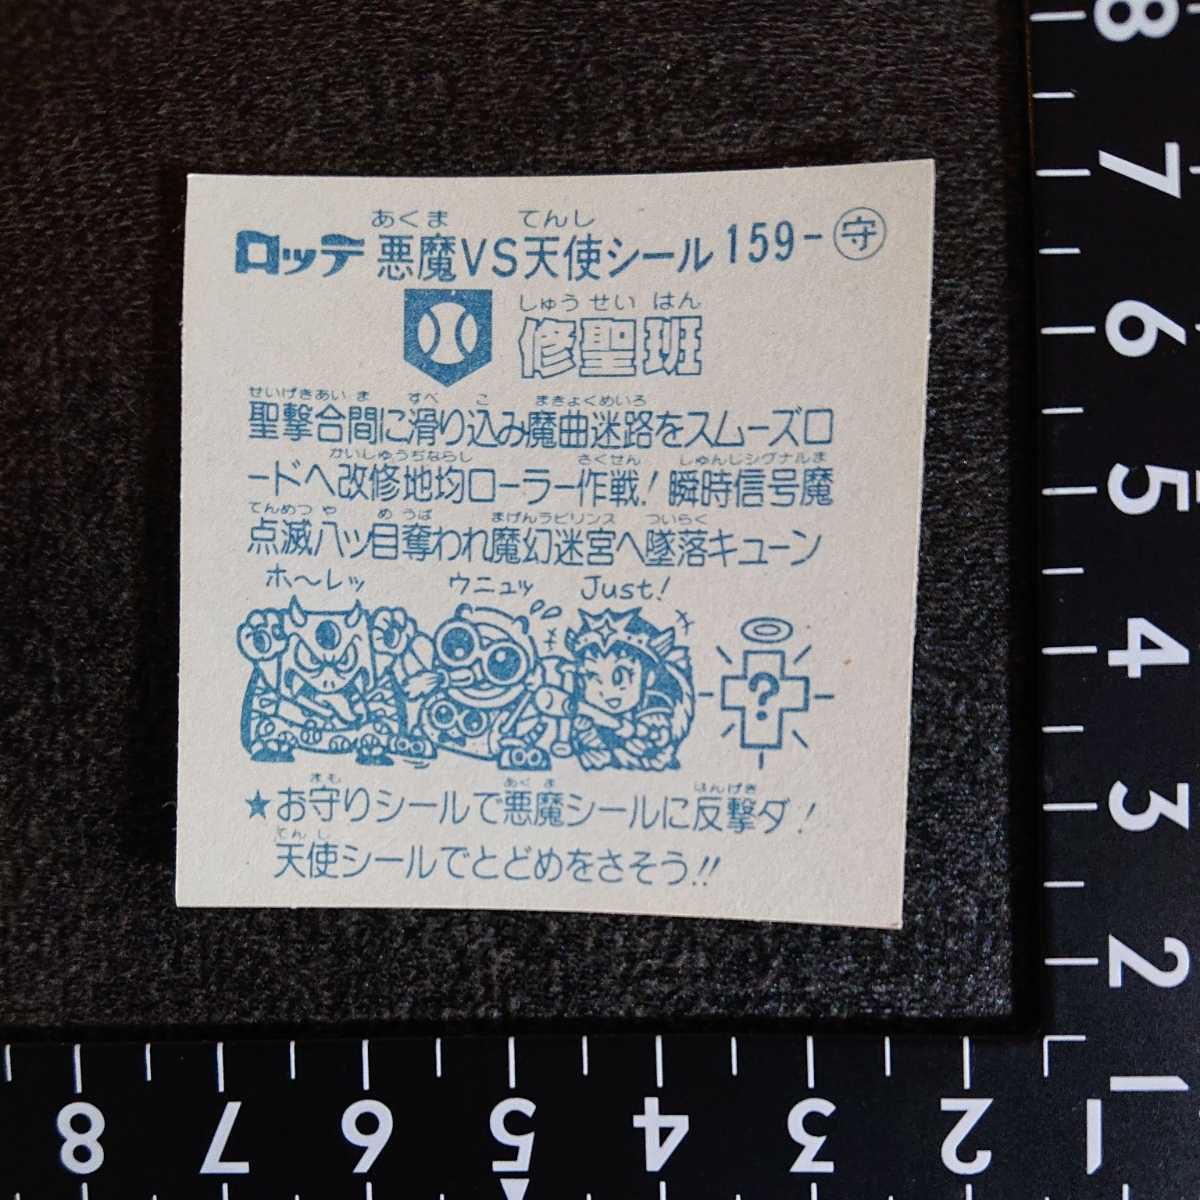 あくま てんし
ロッテ 悪魔VS天使シール 159-守
しゅう せい はん
修聖班
せいげきあいま すべ こ まきょくめいろ
聖撃合間に滑り込み魔曲迷路をスムーズロ
かいしゅうぢならし さくせん しゅんじシグナルま
ードへ改修地均ローラー作戦!瞬時信号魔
てんめつ や め うば まげんラビリンス ついらく
点滅八ッ目奪われ魔幻迷宮へ墜落キューン
ホ〜レッ ウニュッ Just!
?
まも あくま はんげき
★お守りシールで悪魔シールに反撃ダ!
てんし
天使シールでとどめをさそう!!
8
7
6
5
4
3
2
1
8 7 6 5 4 3 2 1